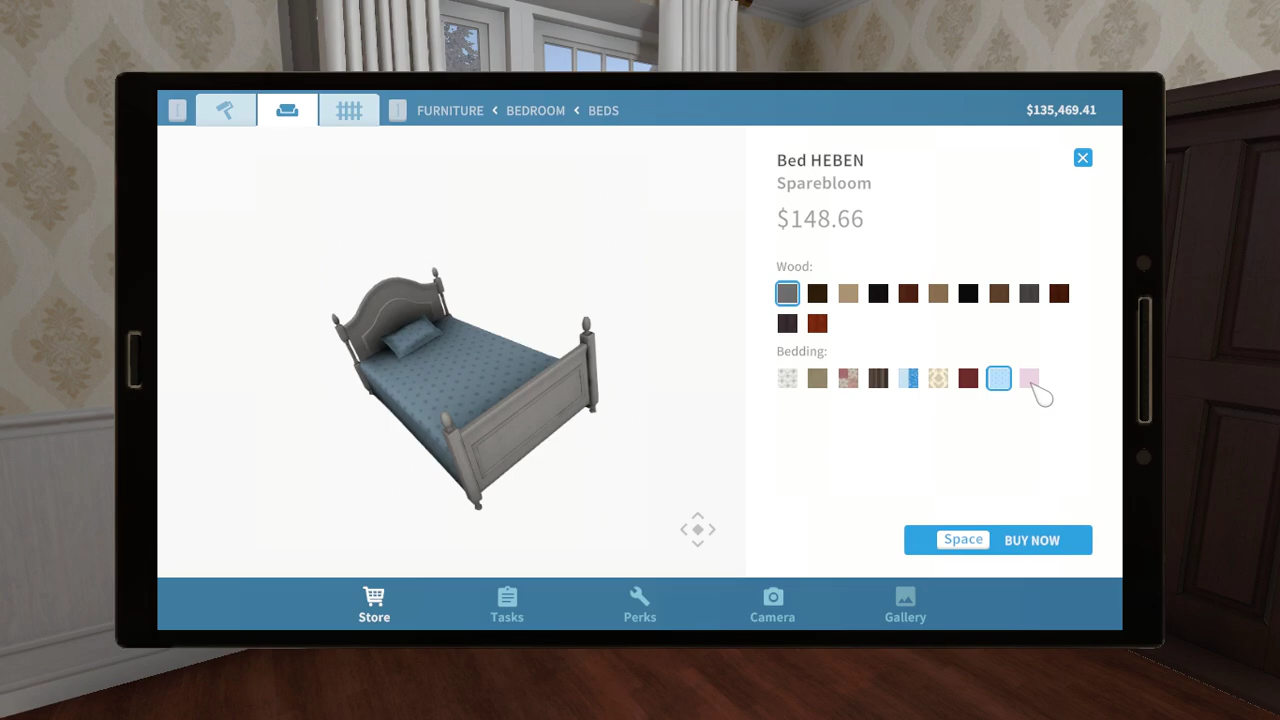 FURNITURE < BEDROOM < BEDS
$135,469.41
Bed HEBEN
Sparebloom
$148.66
Wood:
Bedding:
Space BUY NOW
Store Tasks Perks Camera Gallery